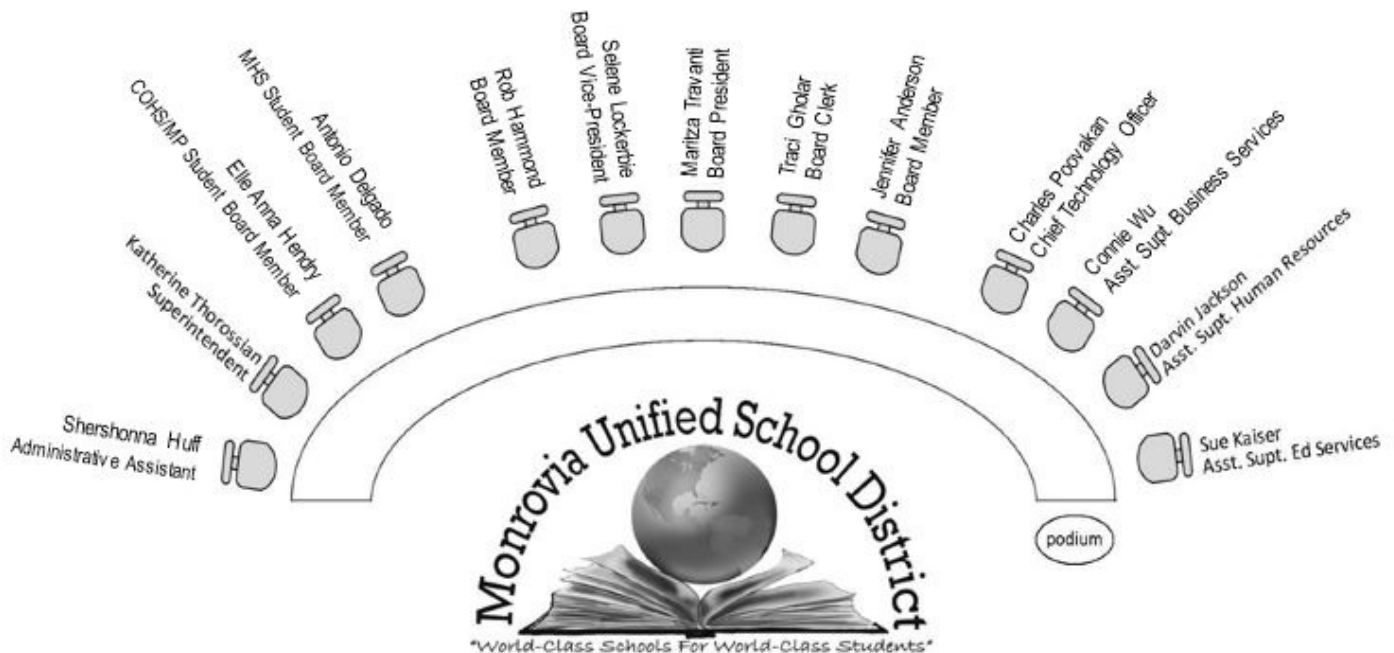 Shershonna Huff
Administrative Assistant
Katherine Thorossian
Superintendent
Elle Anna Hendry
COHS/MP Student Board Member
Antonio Delgado
MHS Student Board Member
Rob Hammond
Board Member
Selene Lockerbie
Board Vice-President
Maritza Travanti
Board President
Traci Gholar
Board Clerk
Jennifer Anderson
Board Member
Charles Poovakan
Chief Technology Officer
Connie Wu
Asst. Supt Business Services
Darvin Jackson
Asst. Supt. Human Resources
Sue Kaiser
Asst. Supt. Ed Services
podium
Monrovia Unified School District
"World-Class Schools For World-Class Students"